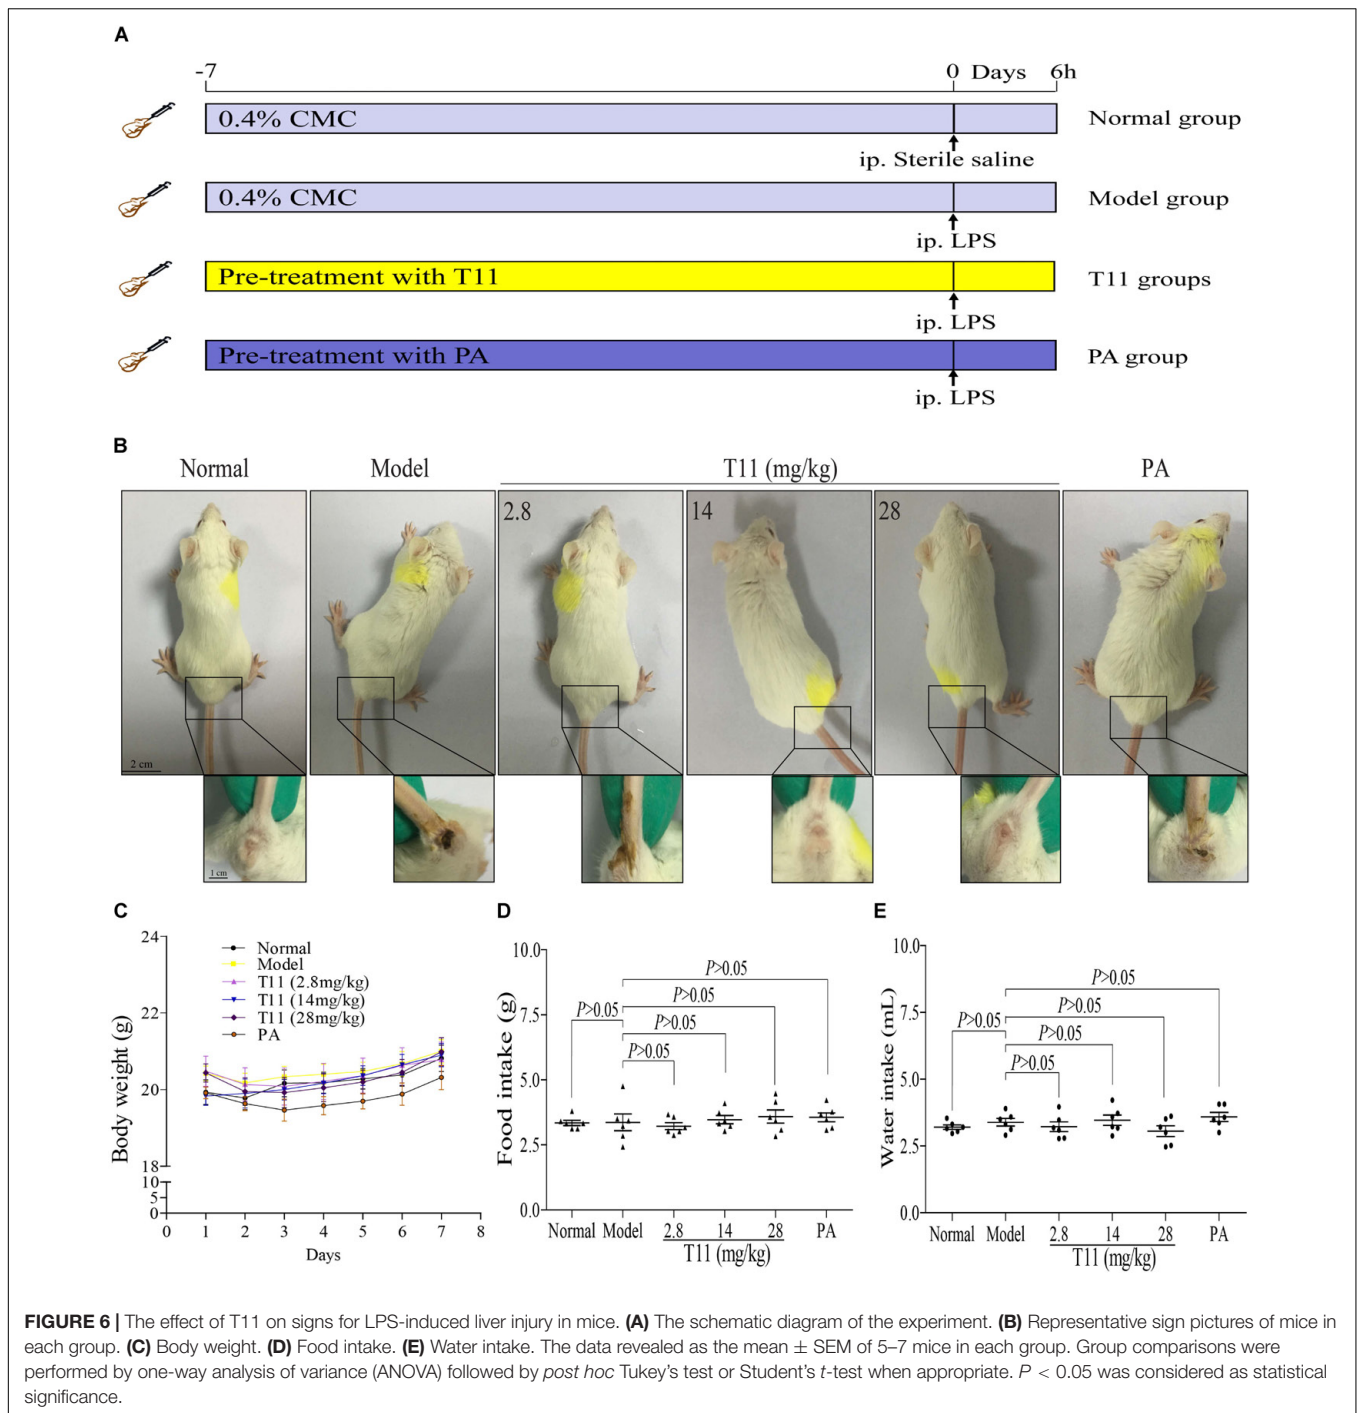 A
-7 0 Days 6h
0.4% CMC Normal group
ip. Sterile saline
0.4% CMC Model group
ip. LPS
Pre-treatment with T11 T11 groups
ip. LPS
Pre-treatment with PA PA group
ip. LPS
B
Normal Model T11 (mg/kg) PA
2.8 14 28
2 cm
1 cm
C
24
22
20
18
10
5
0
Body weight (g)
Normal
Model
T11 (2.8mg/kg)
T11 (14mg/kg)
T11 (28mg/kg)
PA
0 1 2 3 4 5 6 7 8
Days
D
10.0
7.5
5.0
2.5
0.0
Food intake (g)
P>0.05
P>0.05
P>0.05
P>0.05
P>0.05
Normal Model 2.8 14 28 PA
T11 (mg/kg)
E
10.0
7.5
5.0
2.5
0.0
Water intake (mL)
P>0.05
P>0.05
P>0.05
P>0.05
P>0.05
Normal Model 2.8 14 28 PA
T11 (mg/kg)
FIGURE 6 | The effect of T11 on signs for LPS-induced liver injury in mice. (A) The schematic diagram of the experiment. (B) Representative sign pictures of mice in
each group. (C) Body weight. (D) Food intake. (E) Water intake. The data revealed as the mean ± SEM of 5–7 mice in each group. Group comparisons were
performed by one-way analysis of variance (ANOVA) followed by post hoc Tukey's test or Student's t-test when appropriate. P < 0.05 was considered as statistical
significance.